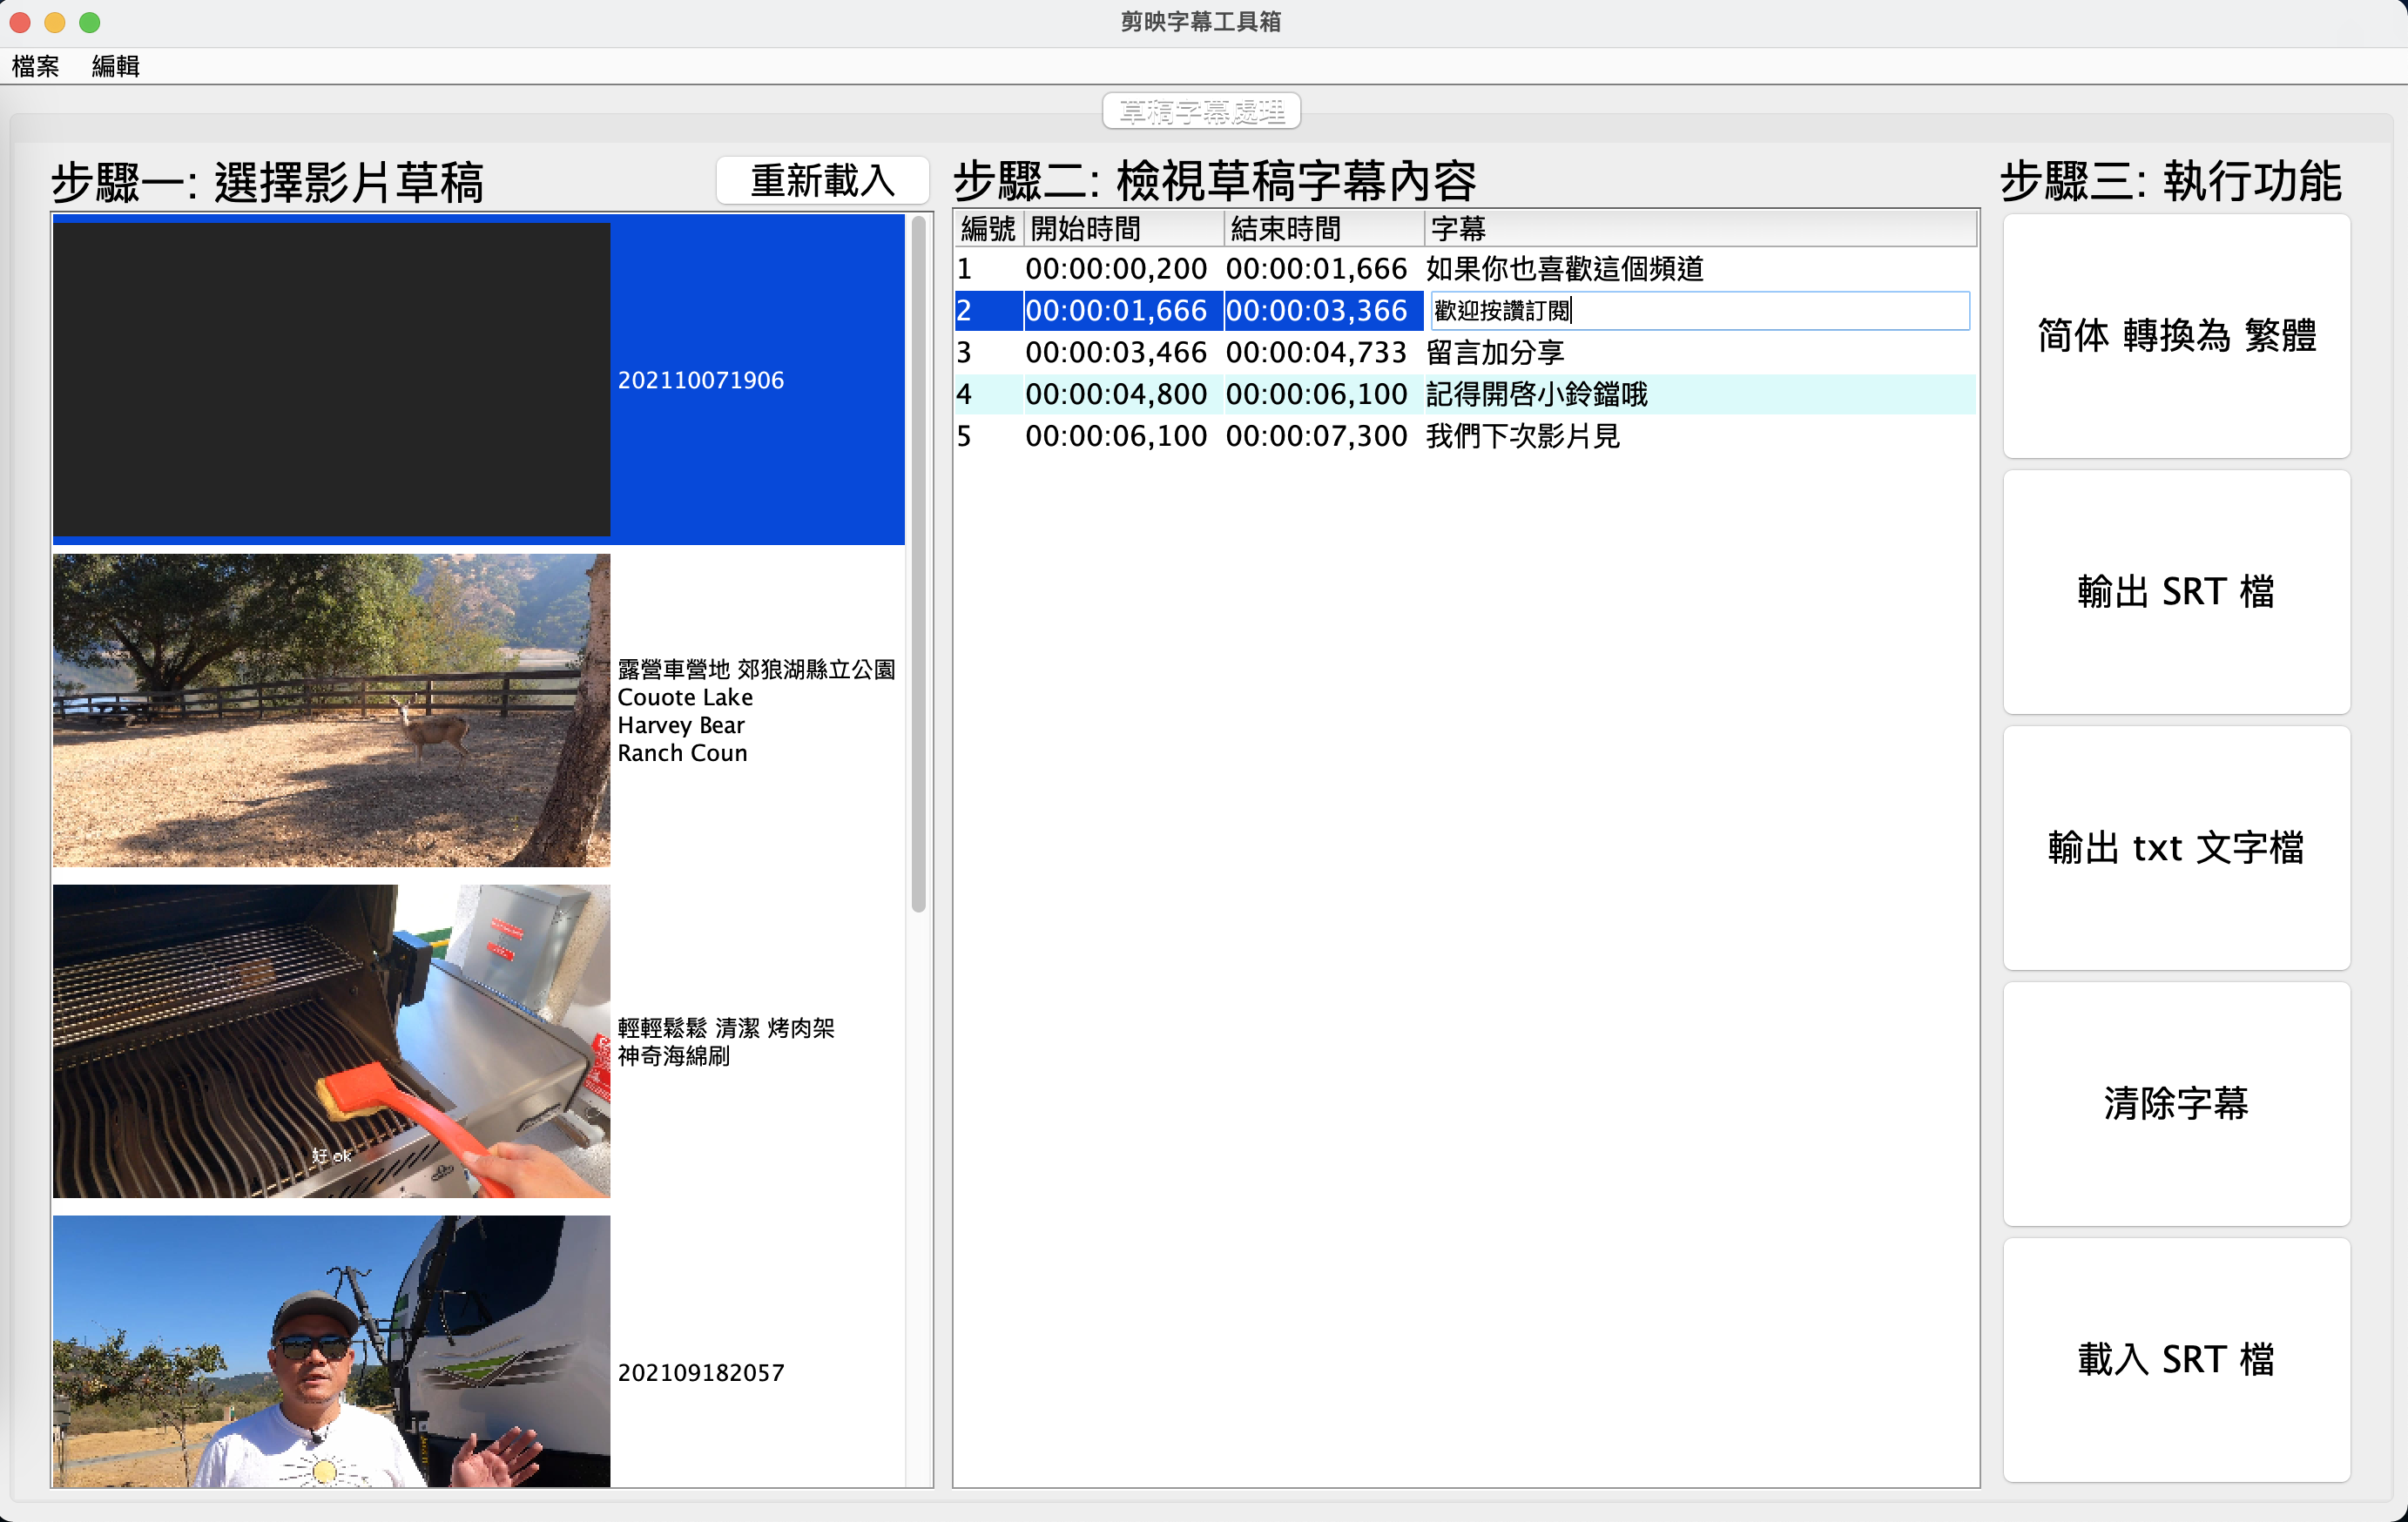 剪映字幕工具箱
檔案 編輯
草稿字幕處理
步驟一: 選擇影片草稿
重新載入
202110071906
露營車營地 郊狼湖縣立公園
Couote Lake
Harvey Bear
Ranch Coun
好 ok
輕輕鬆鬆 清潔 烤肉架
神奇海綿刷
202109182057
步驟二: 檢視草稿字幕內容
編號 開始時間 結束時間 字幕
1 00:00:00,200 00:00:01,666 如果你也喜歡這個頻道
2 00:00:01,666 00:00:03,366 歡迎按讚訂閱
3 00:00:03,466 00:00:04,733 留言加分享
4 00:00:04,800 00:00:06,100 記得開啓小鈴鐺哦
5 00:00:06,100 00:00:07,300 我們下次影片見
步驟三: 執行功能
简体 轉換為 繁體
輸出 SRT 檔
輸出 txt 文字檔
清除字幕
載入 SRT 檔